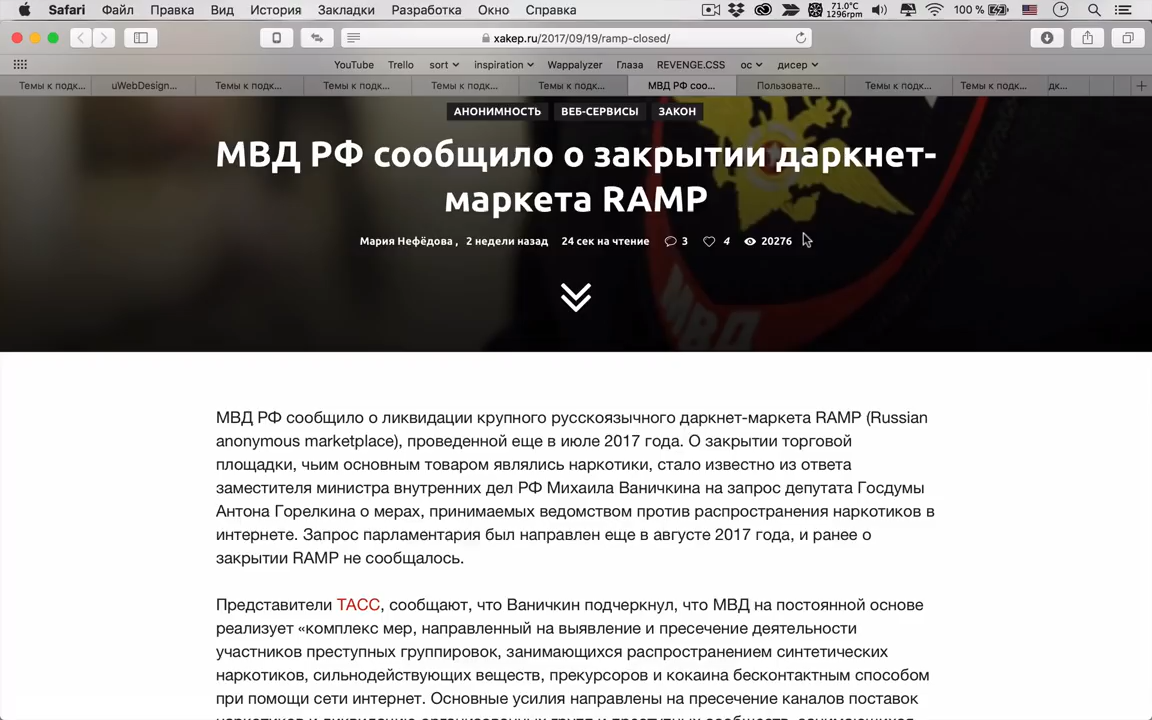 Safari Файл Правка Вид История Закладки Разработка Окно Справка 71.0°C 1296rpm 100 %
xakep.ru/2017/09/19/ramp-closed/
YouTube Trello sort inspiration Wappalyzer Глаза REVENGE.CSS ос дисер
Темы к подк... uWebDesign... Темы к подк... Темы к подк... Темы к подк... Темы к подк... МВД РФ соо... Пользовате... Темы к подк... Темы к подк... дк...
АНОНИМНОСТЬ ВЕБ-СЕРВИСЫ ЗАКОН
МВД РФ сообщило о закрытии даркнет-
маркета RAMP
Мария Нефёдова , 2 недели назад 24 сек на чтение 3 4 20276
МВД
МВД РФ сообщило о ликвидации крупного русскоязычного даркнет-маркета RAMP (Russian
anonymous marketplace), проведенной еще в июле 2017 года. О закрытии торговой
площадки, чьим основным товаром являлись наркотики, стало известно из ответа
заместителя министра внутренних дел РФ Михаила Ваничкина на запрос депутата Госдумы
Антона Горелкина о мерах, принимаемых ведомством против распространения наркотиков в
интернете. Запрос парламентария был направлен еще в августе 2017 года, и ранее о
закрытии RAMP не сообщалось.
Представители ТАСС, сообщают, что Ваничкин подчеркнул, что МВД на постоянной основе
реализует «комплекс мер, направленный на выявление и пресечение деятельности
участников преступных группировок, занимающихся распространением синтетических
наркотиков, сильнодействующих веществ, прекурсоров и кокаина бесконтактным способом
при помощи сети интернет. Основные усилия направлены на пресечение каналов поставок
наркотиков и ликвидацию организованных групп и преступных сообществ, занимающихся